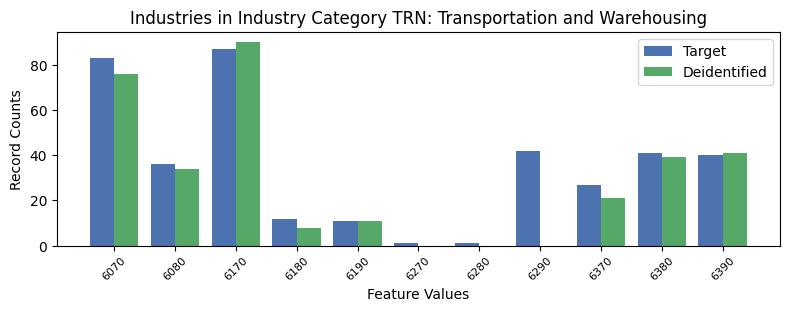 Industries in Industry Category TRN: Transportation and Warehousing
Target
Deidentified
Record Counts
80
60
40
20
0
6070 6080 6170 6180 6190 6270 6280 6290 6370 6380 6390
Feature Values